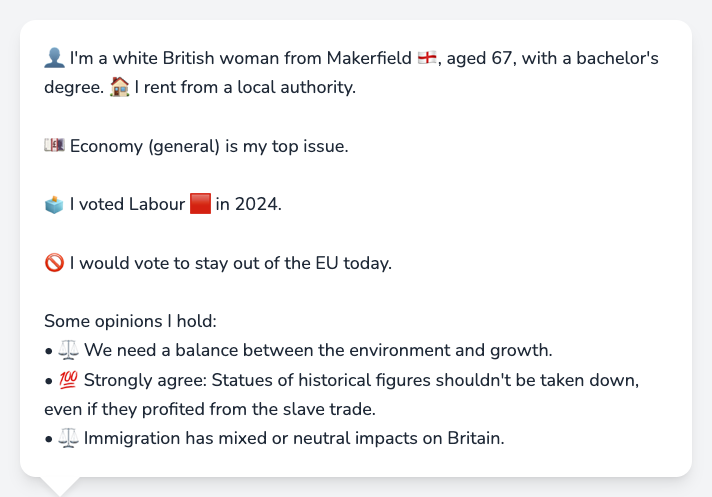 👤 I'm a white British woman from Makerfield 🏴󠁧󠁢󠁥󠁮󠁧󠁿, aged 67, with a bachelor's
degree. 🏠 I rent from a local authority.
💷 Economy (general) is my top issue.
🗳️ I voted Labour 🟥 in 2024.
🚫 I would vote to stay out of the EU today.
Some opinions I hold:
• ⚖️ We need a balance between the environment and growth.
• 💯 Strongly agree: Statues of historical figures shouldn't be taken down,
even if they profited from the slave trade.
• ⚖️ Immigration has mixed or neutral impacts on Britain.